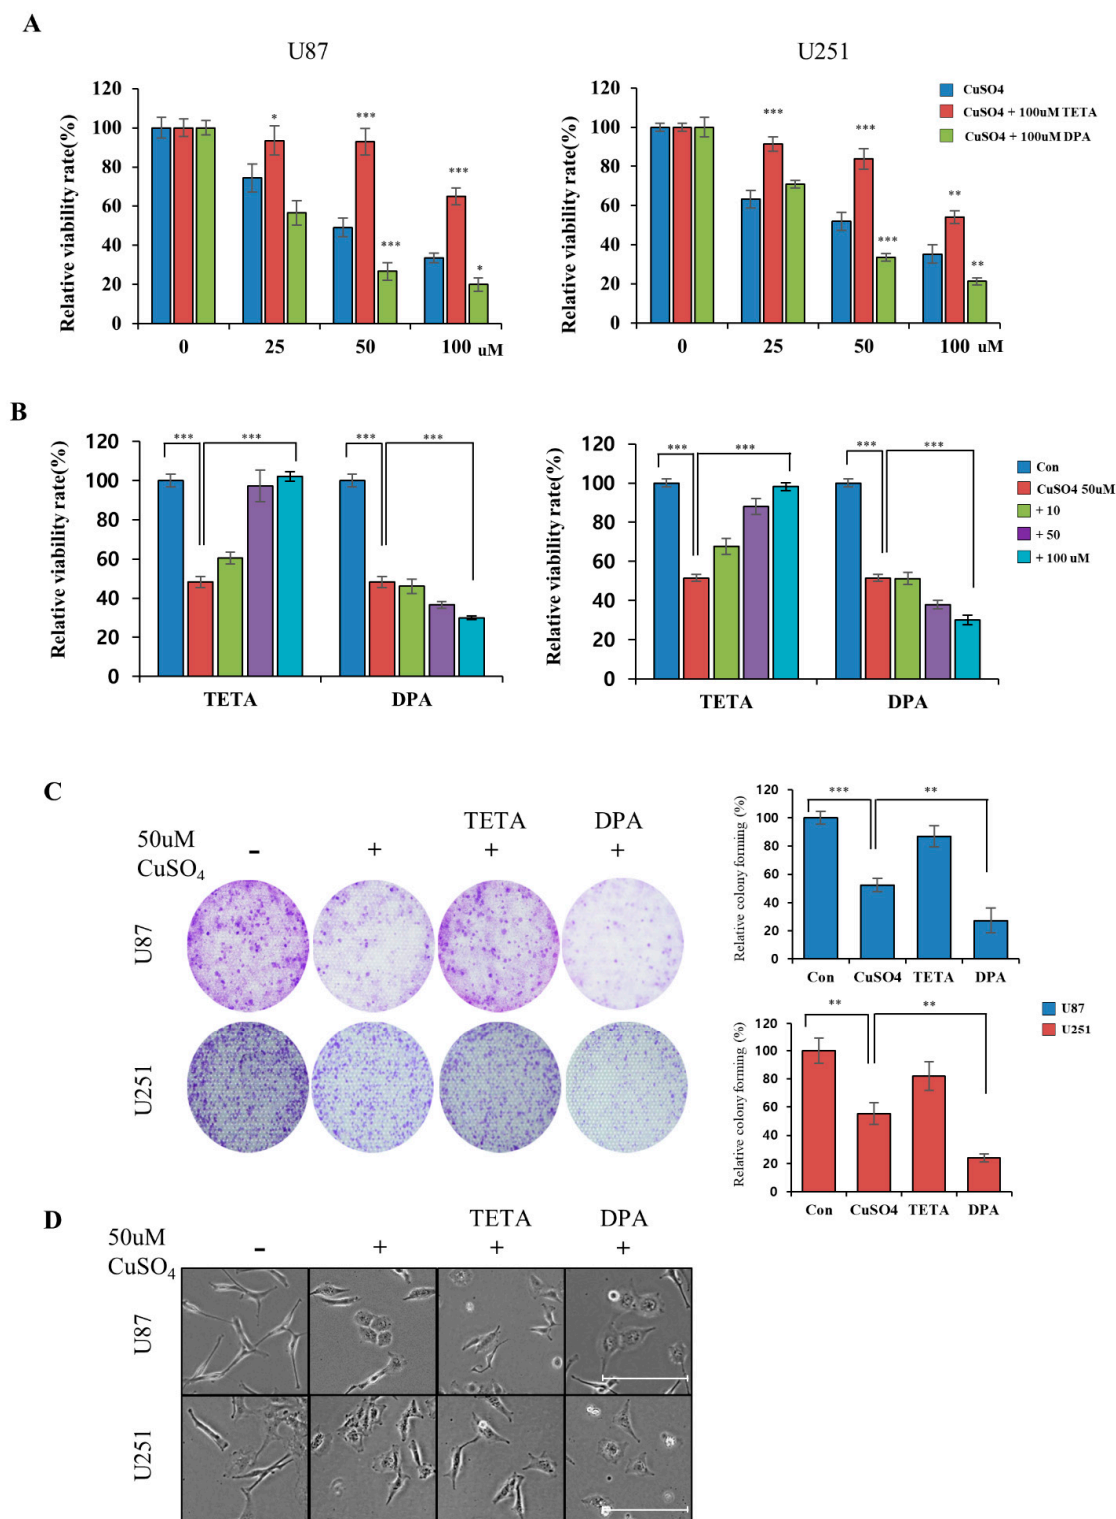 A
U87
U251
Relative viability rate(%)
120
100
80
60
40
20
0
*
***
***
***
*
0
25
50
100 uM
Relative viability rate(%)
120
100
80
60
40
20
0
***
***
***
**
**
0
25
50
100 uM
CuSO4
CuSO4 + 100uM TETA
CuSO4 + 100uM DPA
B
Relative viability rate(%)
120
100
80
60
40
20
0
***
***
***
***
TETA
DPA
Relative viability rate(%)
120
100
80
60
40
20
0
***
***
***
***
TETA
DPA
Con
CuSO4 50uM
+ 10
+ 50
+ 100 uM
C
TETA
DPA
50uM
CuSO₄
-
+
+
+
U87
U251
Relative colony forming (%)
120
100
80
60
40
20
0
***
**
Con
CuSO4
TETA
DPA
Relative colony forming (%)
120
100
80
60
40
20
0
**
**
Con
CuSO4
TETA
DPA
U87
U251
D
TETA
DPA
50uM
CuSO₄
-
+
+
+
U87
U251